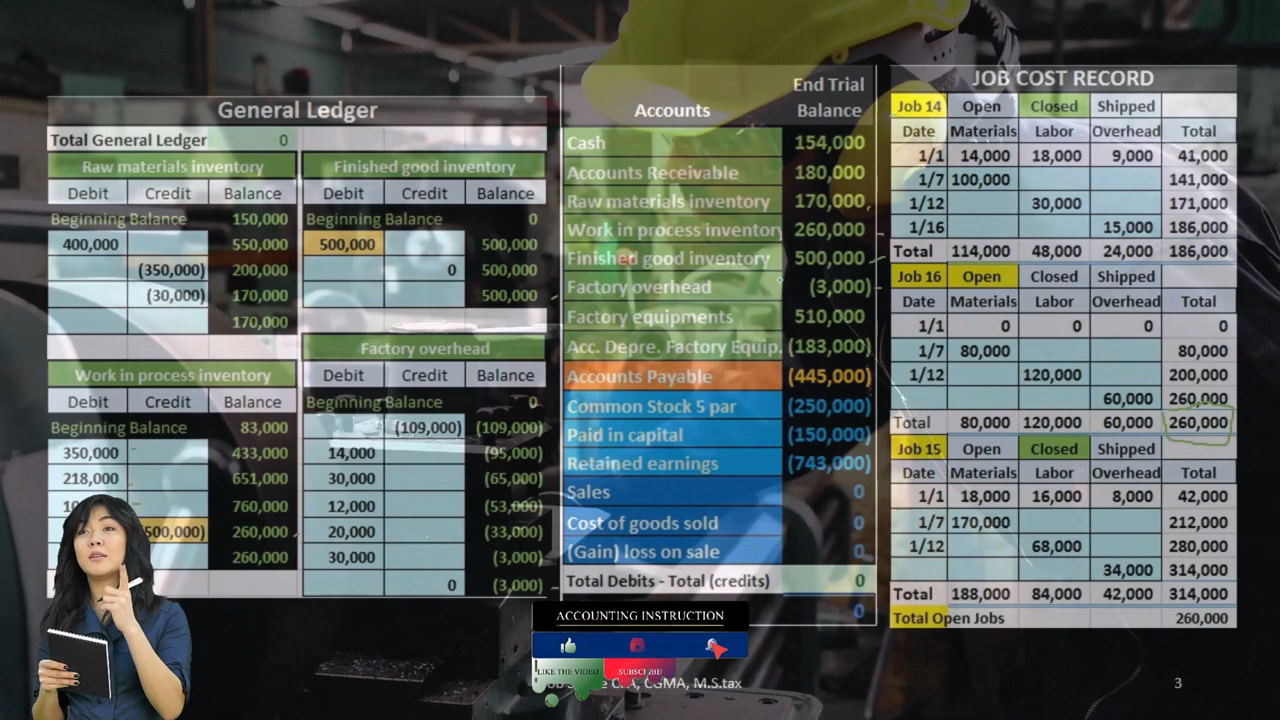 General Ledger
Total General Ledger 0
Raw materials inventory
Debit Credit Balance
Beginning Balance 150,000
400,000 550,000
(350,000) 200,000
(30,000) 170,000
170,000
Finished good inventory
Debit Credit Balance
Beginning Balance 0
500,000 500,000
0 500,000
500,000
Work in process inventory
Debit Credit Balance
Beginning Balance 83,000
350,000 433,000
218,000 651,000
760,000
500,000) 260,000
260,000
Factory overhead
Debit Credit Balance
Beginning Balance 0
(109,000) (109,000)
14,000 (95,000)
30,000 (65,000)
12,000 (53,000)
20,000 (33,000)
30,000 (3,000)
0 (3,000)
End Trial
Accounts Balance
Cash 154,000
Accounts Receivable 180,000
Raw materials inventory 170,000
Work in process inventory 260,000
Finished good inventory 500,000
Factory overhead (3,000)
Factory equipments 510,000
Acc. Depre. Factory Equip. (183,000)
Accounts Payable (445,000)
Common Stock 5 par (250,000)
Paid in capital (150,000)
Retained earnings (743,000)
Sales 0
Cost of goods sold 0
(Gain) loss on sale 0
Total Debits - Total (credits) 0
0
JOB COST RECORD
Job 14 Open Closed Shipped
Date Materials Labor Overhead Total
1/1 14,000 18,000 9,000 41,000
1/7 100,000 141,000
1/12 30,000 171,000
1/16 15,000 186,000
Total 114,000 48,000 24,000 186,000
Job 16 Open Closed Shipped
Date Materials Labor Overhead Total
1/1 0 0 0 0
1/7 80,000 80,000
1/12 120,000 200,000
60,000 260,000
Total 80,000 120,000 60,000 260,000
Job 15 Open Closed Shipped
Date Materials Labor Overhead Total
1/1 18,000 16,000 8,000 42,000
1/7 170,000 212,000
1/12 68,000 280,000
34,000 314,000
Total 188,000 84,000 42,000 314,000
Total Open Jobs 260,000
ACCOUNTING INSTRUCTION
LIKE THE VIDEO SUBSCRIBE
CPA, CGMA, M.S.tax
3